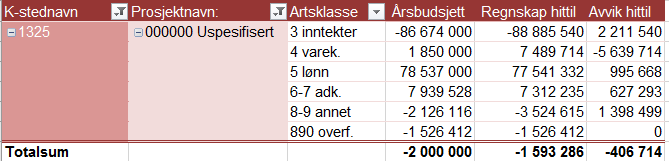 K-stednavn Prosjektnavn: Artsklasse Årsbudsjett Regnskap hittil Avvik hittil
1325 000000 Uspesifisert 3 inntekter -86 674 000 -88 885 540 2 211 540
4 varek. 1 850 000 7 489 714 -5 639 714
5 lønn 78 537 000 77 541 332 995 668
6-7 adk. 7 939 528 7 312 235 627 293
8-9 annet -2 126 116 -3 524 615 1 398 499
890 overf. -1 526 412 -1 526 412 0
Totalsum -2 000 000 -1 593 286 -406 714